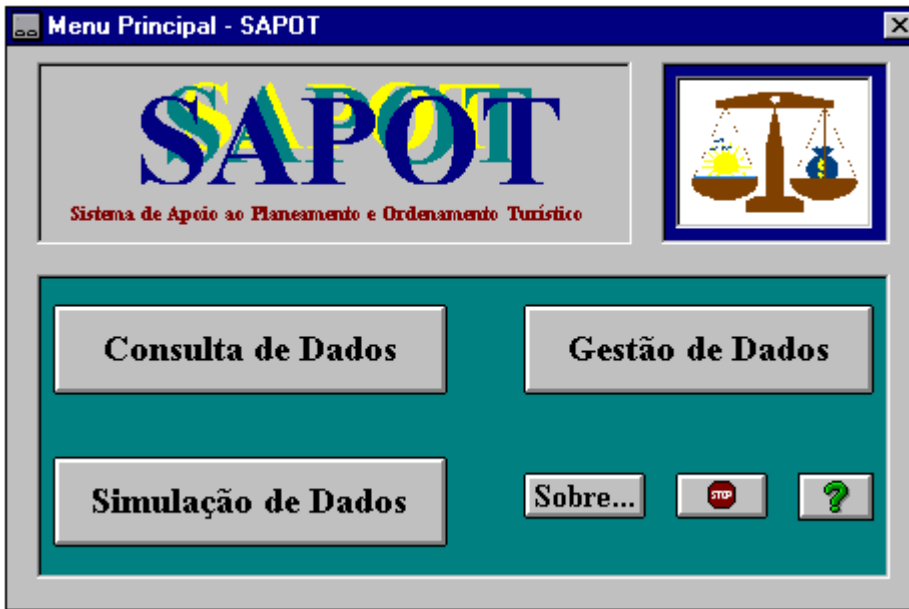 Menu Principal - SAPOT
SAPOT
Sistema de Apoio ao Planeamento e Ordenamento Turístico
$
Consulta de Dados
Gestão de Dados
Simulação de Dados
Sobre...
STOP
?